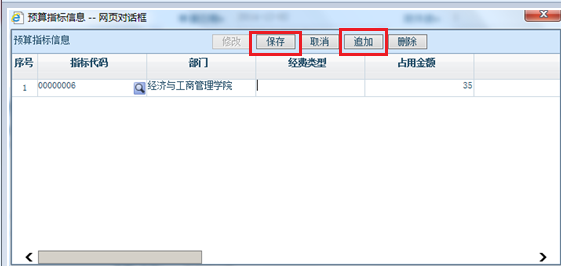 预算指标信息 -- 网页对话框
预算指标信息 修改 保存 取消 追加 删除
序号 指标代码 部门 经费类型 占用金额
1 00000006 经济与工商管理学院 35